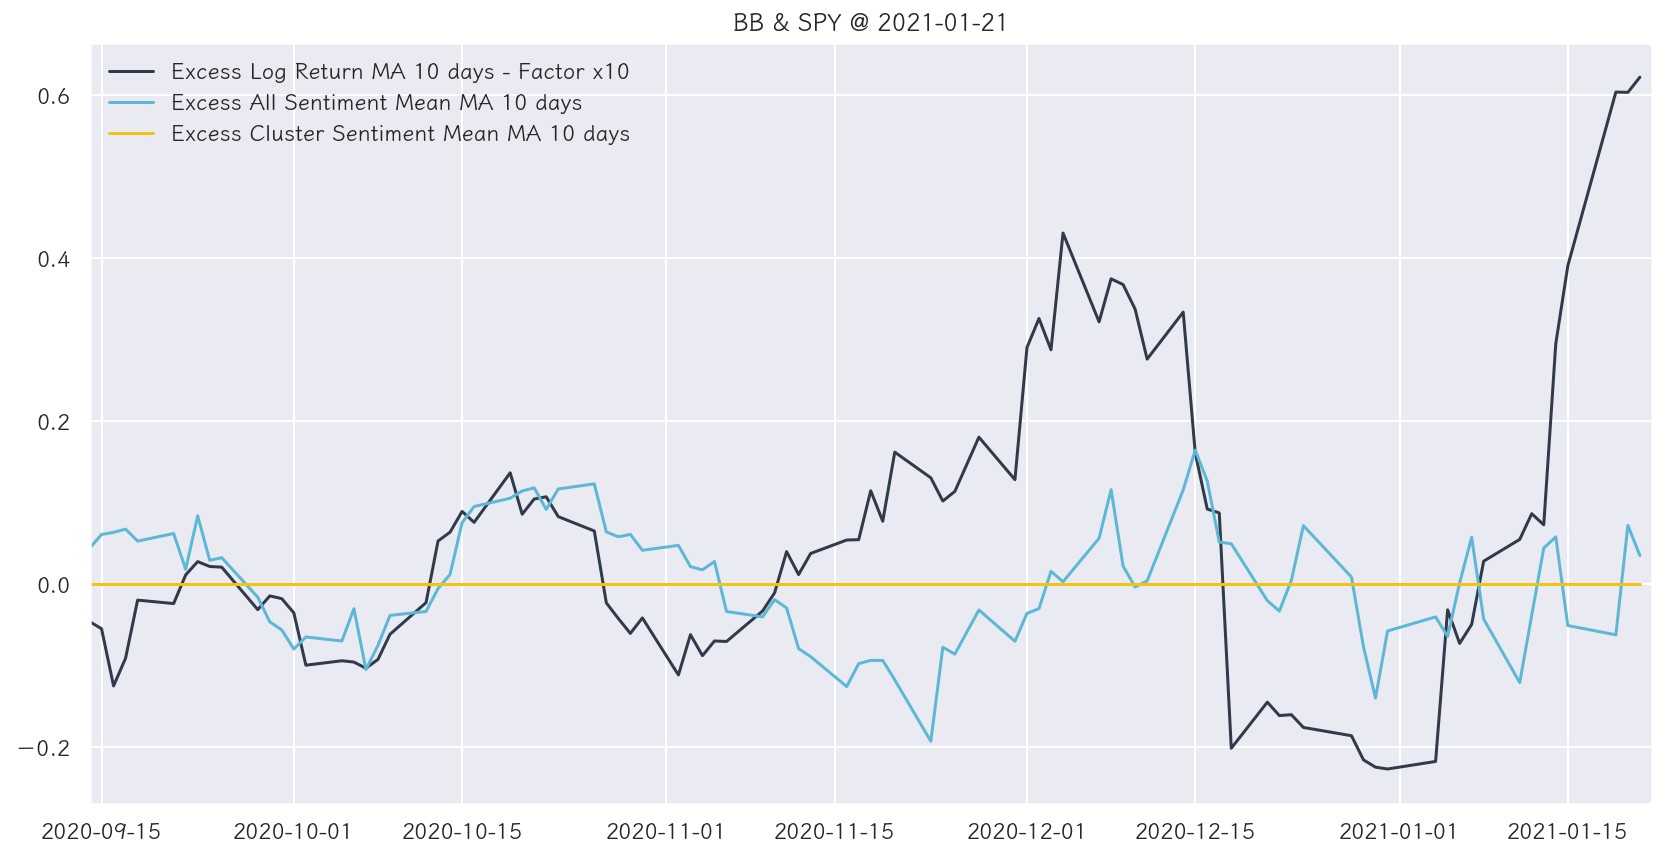 BB & SPY @ 2021-01-21
Excess Log Return MA 10 days - Factor x10
Excess All Sentiment Mean MA 10 days
Excess Cluster Sentiment Mean MA 10 days
0.6
0.4
0.2
0.0
−0.2
2020-09-15 2020-10-01 2020-10-15 2020-11-01 2020-11-15 2020-12-01 2020-12-15 2021-01-01 2021-01-15